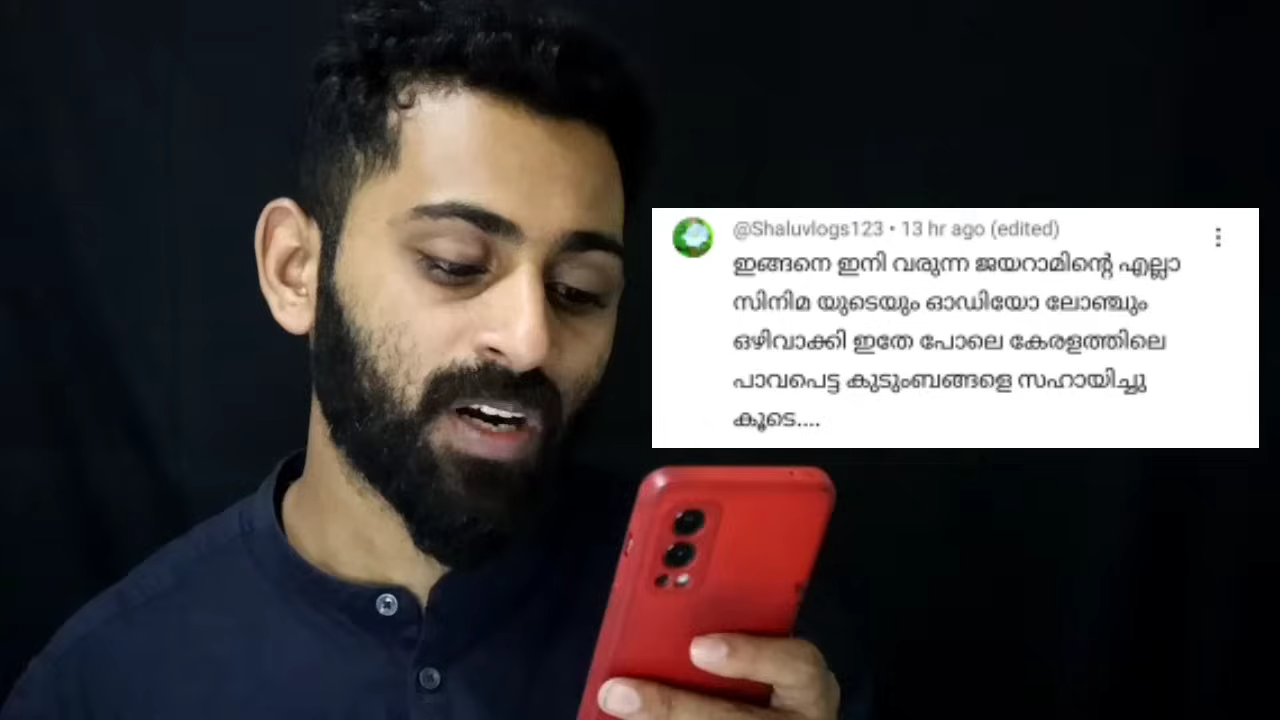 @Shaluvlogs123 • 13 hr ago (edited)
ഇങ്ങനെ ഇനി വരുന്ന ജയറാമിന്റെ എല്ലാ
സിനിമ യുടെയും ഓഡിയോ ലോഞ്ചും
ഒഴിവാക്കി ഇതേ പോലെ കേരളത്തിലെ
പാവപെട്ട കുടുംബങ്ങളെ സഹായിച്ചു
കൂടെ....